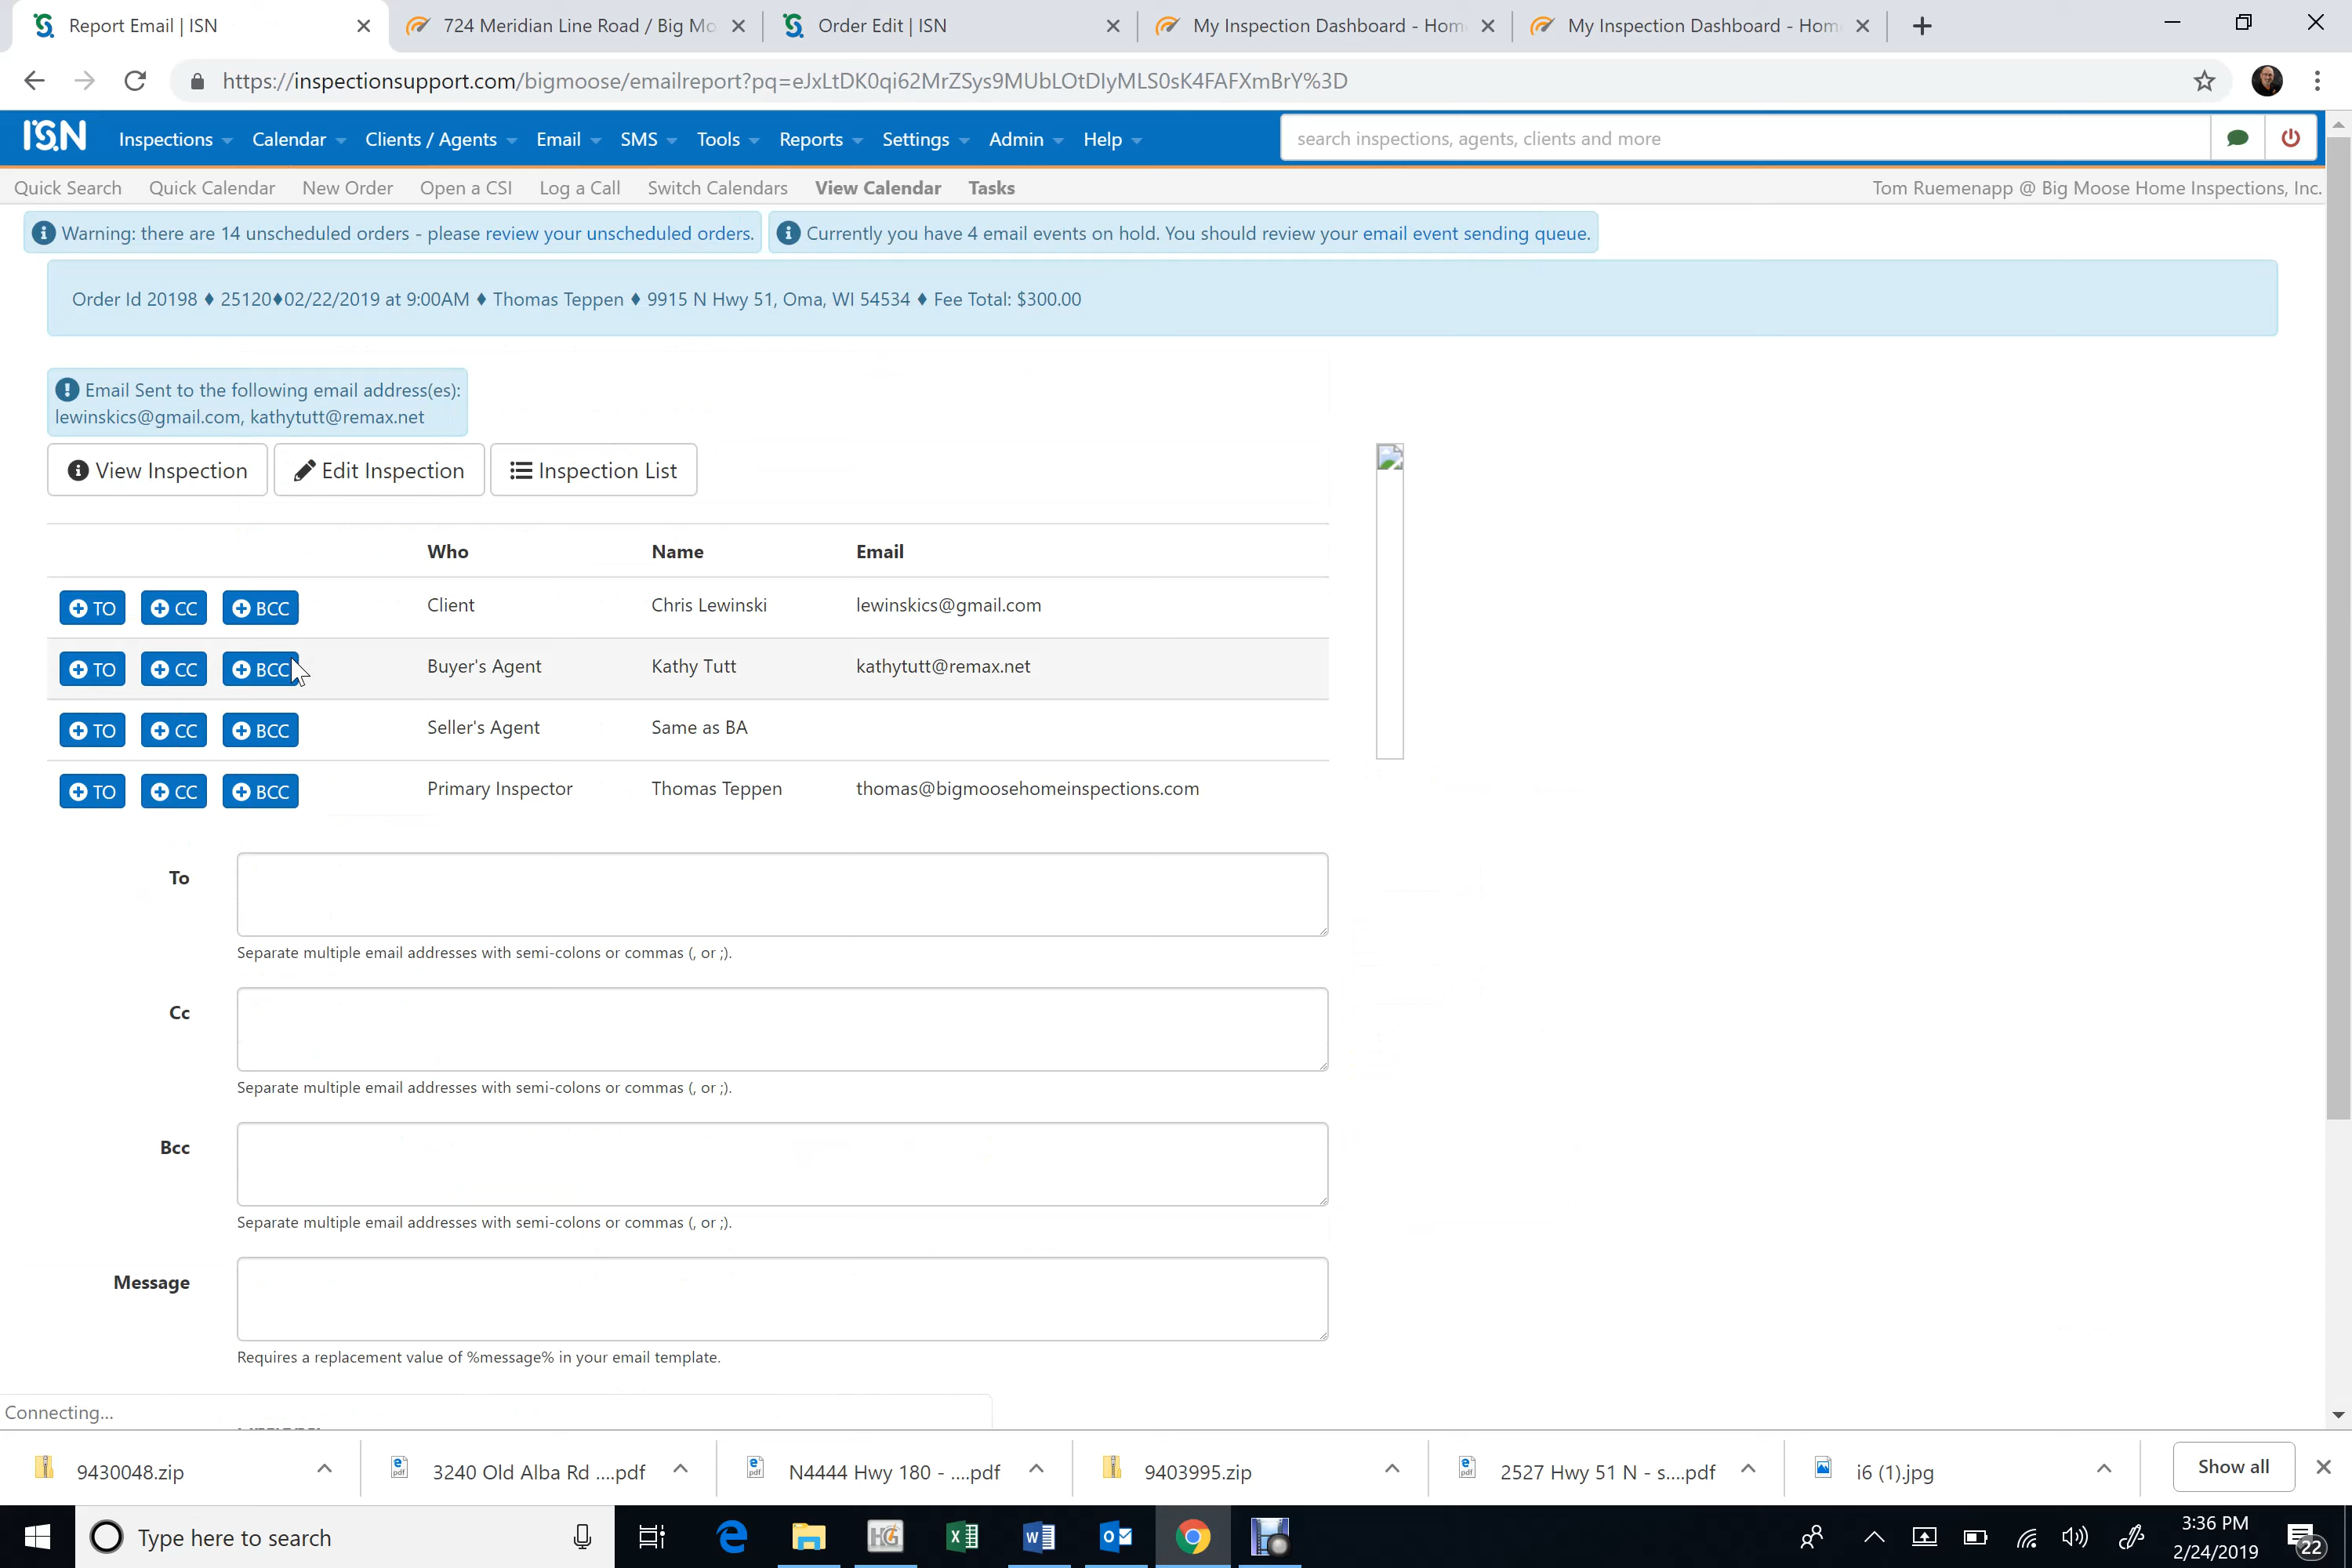 Report Email | ISN
724 Meridian Line Road / Big Mo
Order Edit | ISN
My Inspection Dashboard - Hom
My Inspection Dashboard - Hom
https://inspectionsupport.com/bigmoose/emailreport?pq=eJxLtDK0qi62MrZSys9MUbLOtDIyMLS0sK4FAFXmBrY%3D
ISN Inspections Calendar Clients / Agents Email SMS Tools Reports Settings Admin Help search inspections, agents, clients and more
Quick Search Quick Calendar New Order Open a CSI Log a Call Switch Calendars View Calendar Tasks Tom Ruemenapp @ Big Moose Home Inspections, Inc.
Warning: there are 14 unscheduled orders - please review your unscheduled orders. Currently you have 4 email events on hold. You should review your email event sending queue.
Order Id 20198 ♦ 25120♦02/22/2019 at 9:00AM ♦ Thomas Teppen ♦ 9915 N Hwy 51, Oma, WI 54534 ♦ Fee Total: $300.00
Email Sent to the following email address(es):
lewinskics@gmail.com, kathytutt@remax.net
View Inspection Edit Inspection Inspection List
Who Name Email
TO CC BCC Client Chris Lewinski lewinskics@gmail.com
TO CC BCC Buyer's Agent Kathy Tutt kathytutt@remax.net
TO CC BCC Seller's Agent Same as BA
TO CC BCC Primary Inspector Thomas Teppen thomas@bigmoosehomeinspections.com
To
Separate multiple email addresses with semi-colons or commas (, or ;).
Cc
Separate multiple email addresses with semi-colons or commas (, or ;).
Bcc
Separate multiple email addresses with semi-colons or commas (, or ;).
Message
Requires a replacement value of %message% in your email template.
Connecting...
9430048.zip 3240 Old Alba Rd ....pdf N4444 Hwy 180 - ....pdf 9403995.zip 2527 Hwy 51 N - s....pdf i6 (1).jpg Show all
Type here to search
3:36 PM
2/24/2019
22